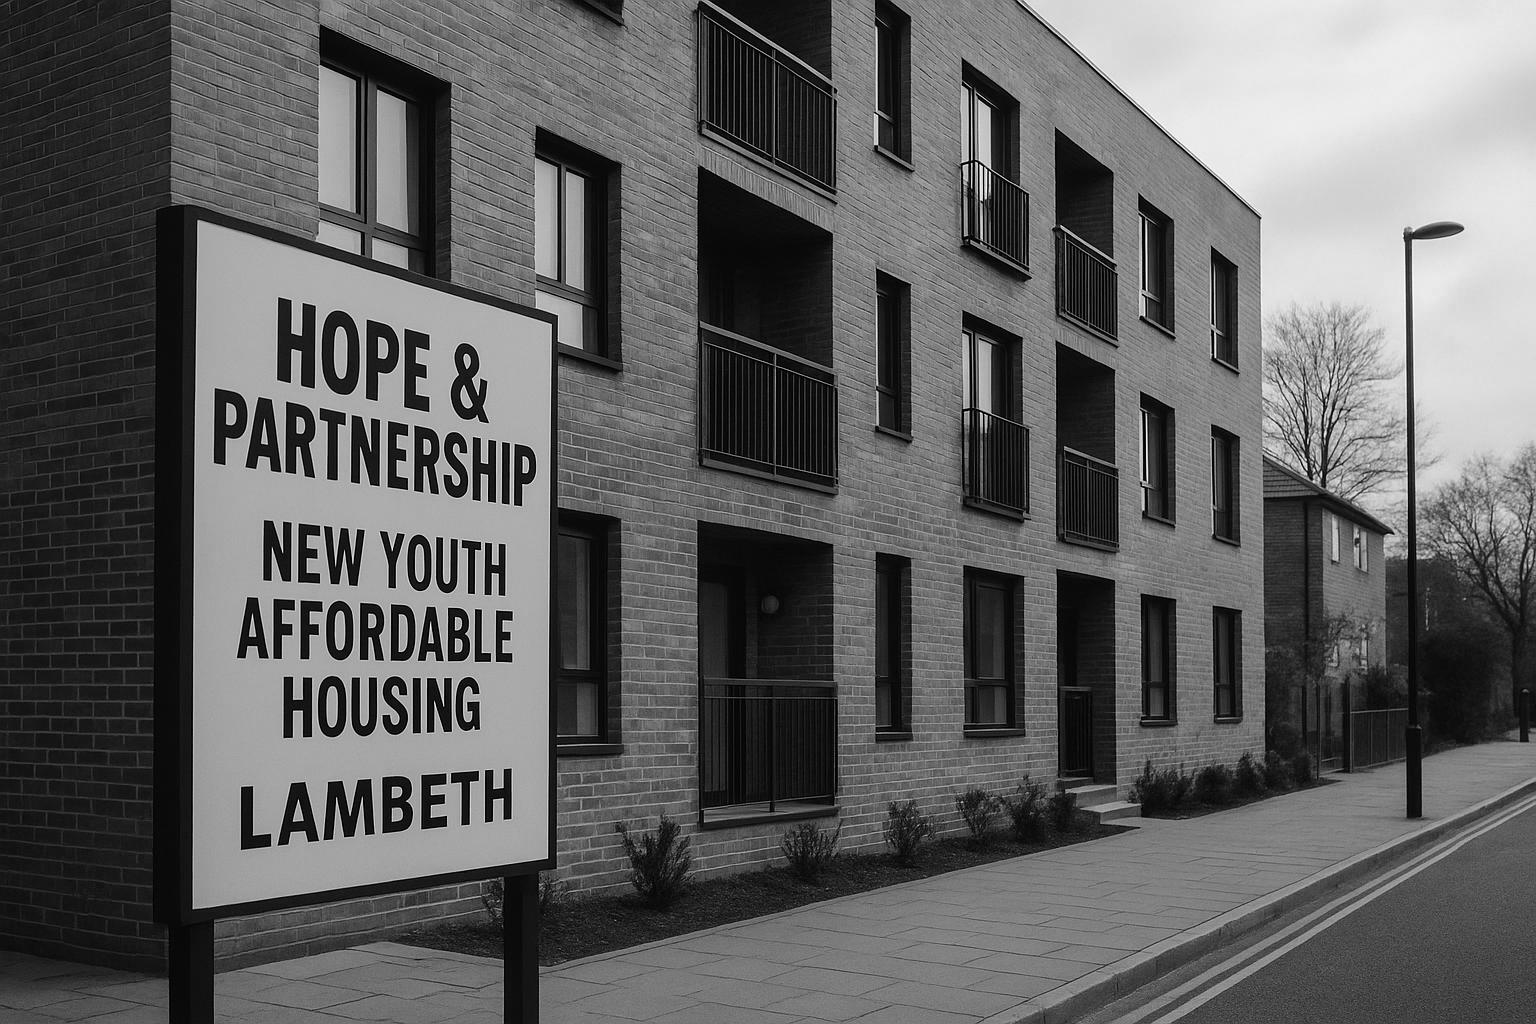 HOPE &
PARTNERSHIP
NEW YOUTH
AFFORDABLE
HOUSING
LAMBETH